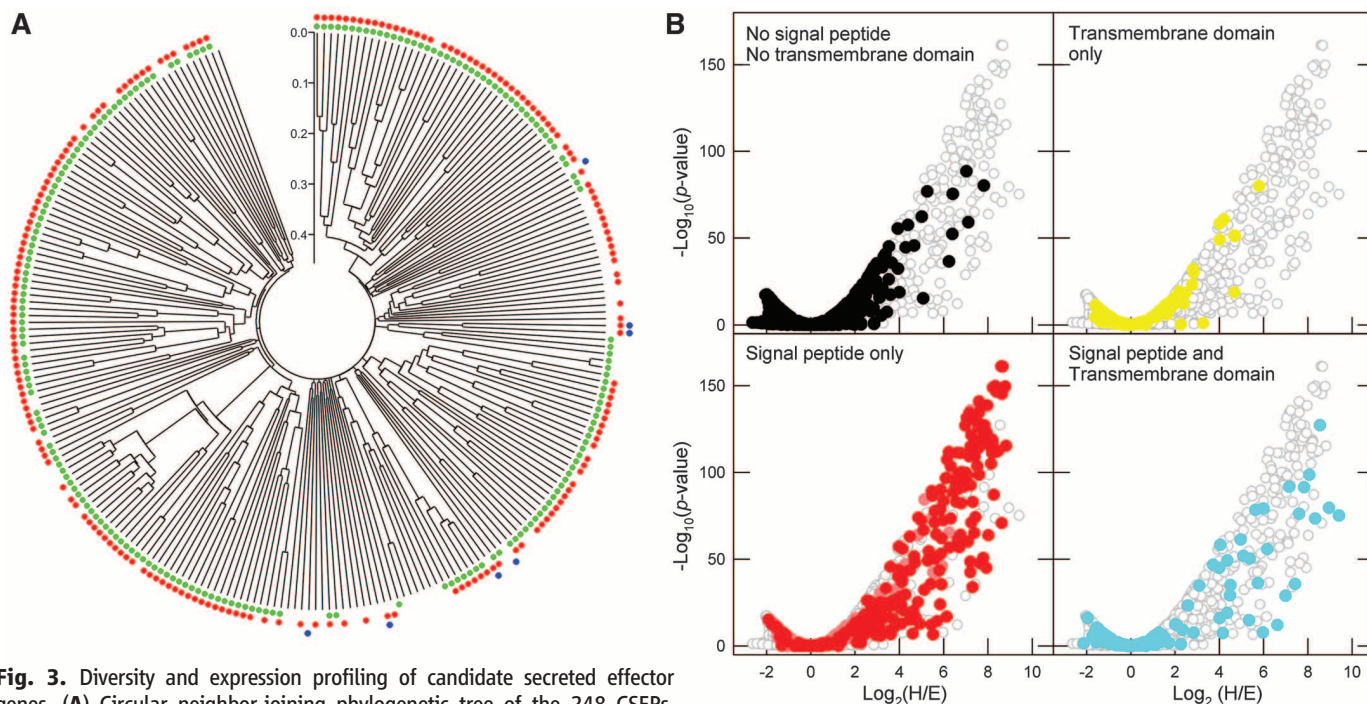 A
0.0
0.1
0.2
0.3
0.4
B
No signal peptide
No transmembrane domain
Transmembrane domain
only
150
100
50
0
-Log10(p-value)
Signal peptide only
Signal peptide and
Transmembrane domain
150
100
50
0
-Log10(p-value)
-2 0 2 4 6 8 10
-2 0 2 4 6 8 10
Log2(H/E)
Log2 (H/E)
Fig. 3. Diversity and expression profiling of candidate secreted effector
genes. (A) Circular neighbor-joining phylogenetic tree of the 248 CSEPs.